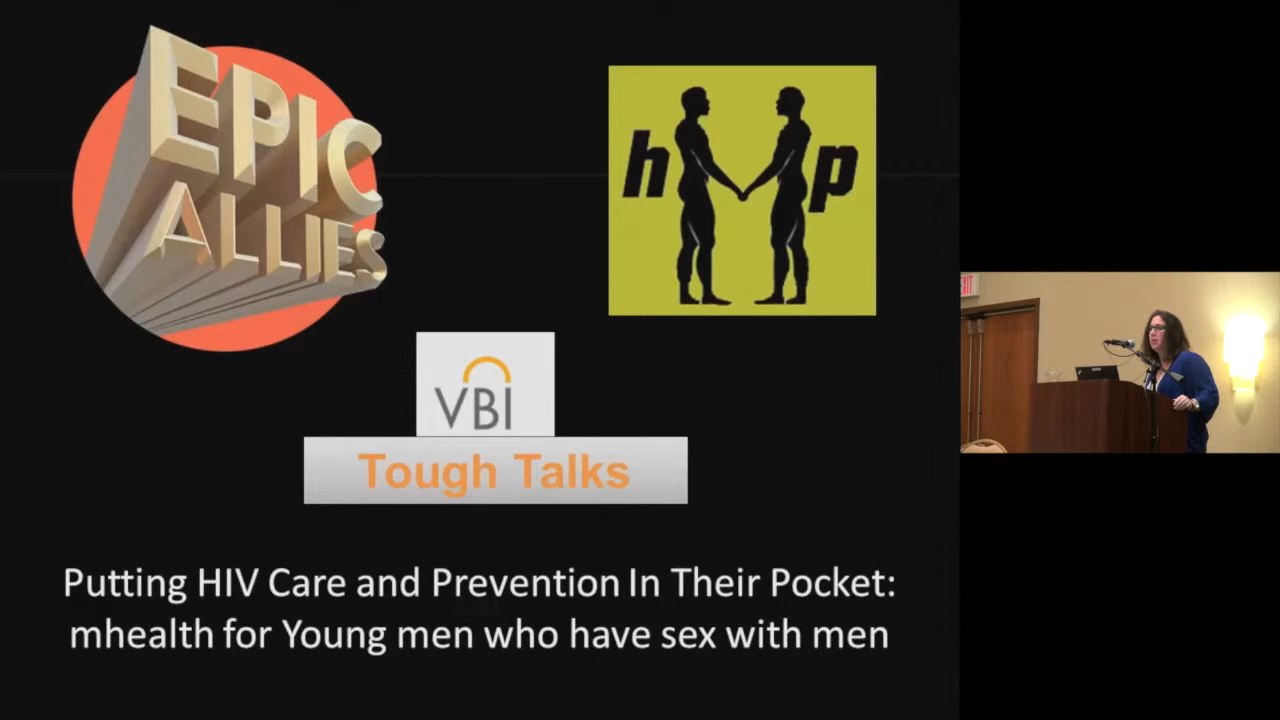 EPIC
ALLIES
h p
VBI
Tough Talks
Putting HIV Care and Prevention In Their Pocket:
mhealth for Young men who have sex with men
EXIT